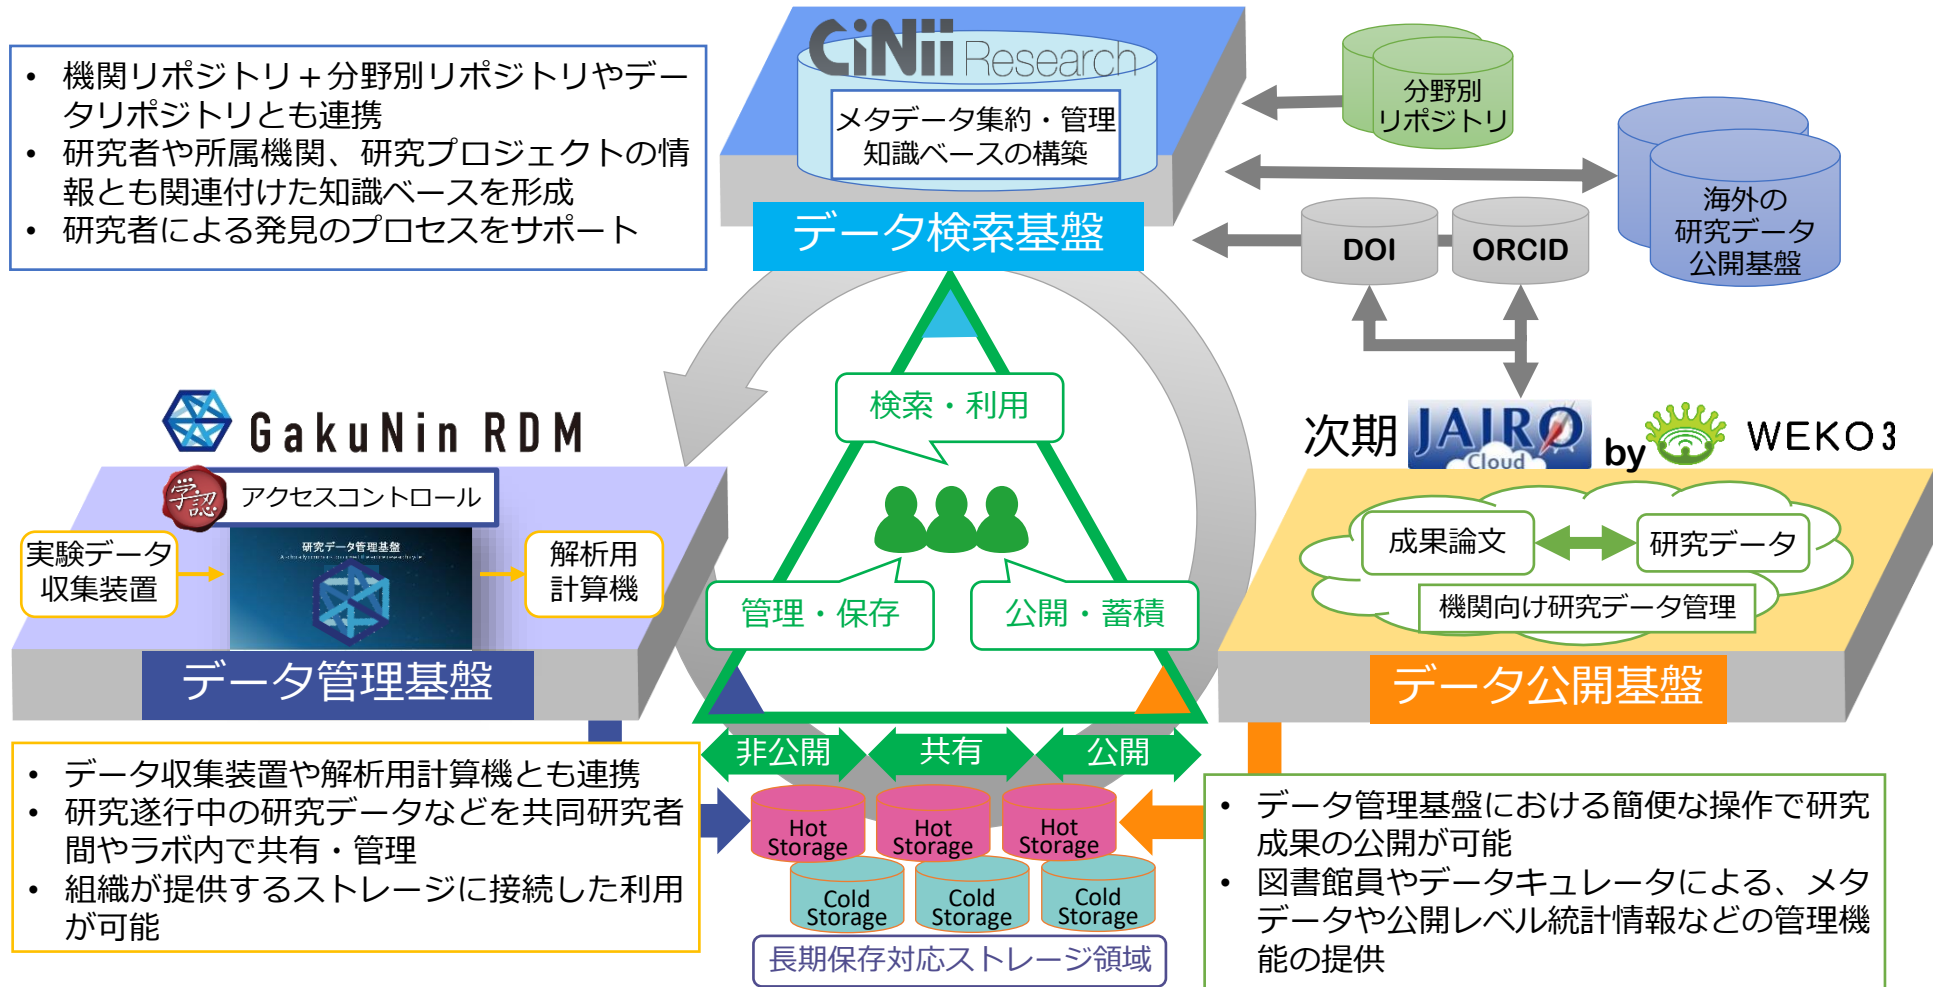 CiNii Research
メタデータ集約・管理
知識ベースの構築
データ検索基盤
• 機関リポジトリ+分野別リポジトリやデー
タリポジトリとも連携
• 研究者や所属機関、研究プロジェクトの情
報とも関連付けた知識ベースを形成
• 研究者による発見のプロセスをサポート
分野別
リポジトリ
海外の
研究データ
公開基盤
DOI
ORCID
検索・利用
管理・保存
公開・蓄積
GakuNin RDM
学認
アクセスコントロール
実験データ
収集装置
研究データ管理基盤
解析用
計算機
データ管理基盤
次期 JAIRO Cloud by WEKO3
成果論文
研究データ
機関向け研究データ管理
データ公開基盤
非公開
共有
公開
• データ収集装置や解析用計算機とも連携
• 研究遂行中の研究データなどを共同研究者
間やラボ内で共有・管理
• 組織が提供するストレージに接続した利用
が可能
Hot
Storage
Hot
Storage
Hot
Storage
Cold
Storage
Cold
Storage
Cold
Storage
長期保存対応ストレージ領域
• データ管理基盤における簡便な操作で研究
成果の公開が可能
• 図書館員やデータキュレータによる、メタ
データや公開レベル統計情報などの管理機
能の提供